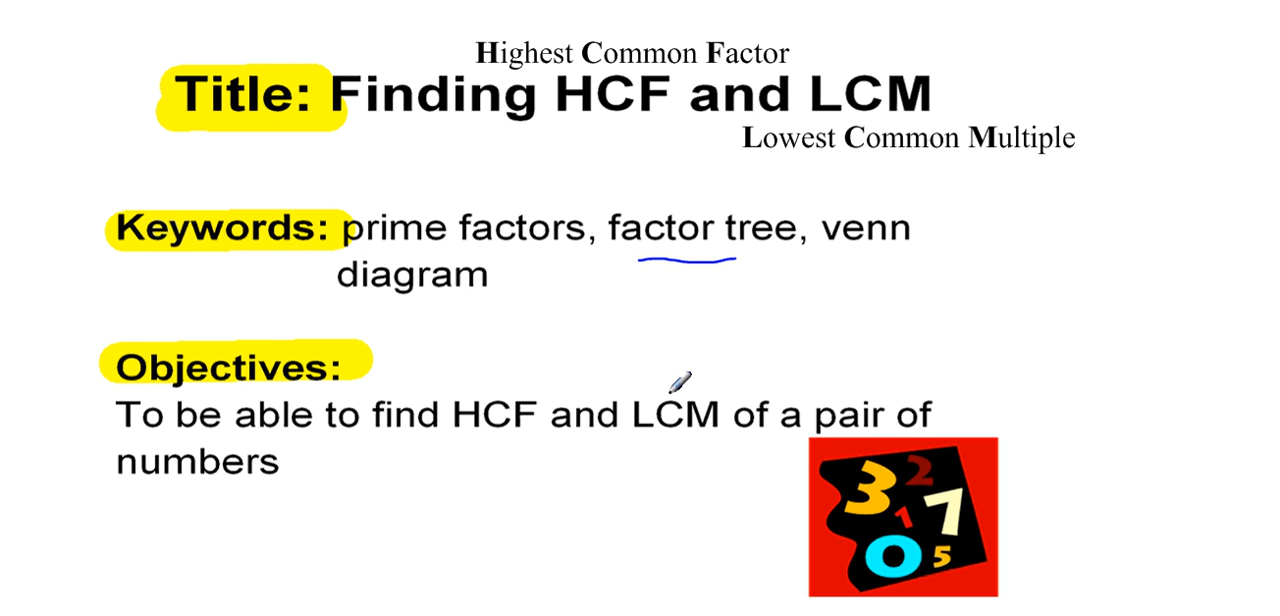 Highest Common Factor
Title: Finding HCF and LCM
Lowest Common Multiple
Keywords: prime factors, factor tree, venn
diagram
Objectives:
To be able to find HCF and LCM of a pair of
numbers
3 2
7
1
0 5